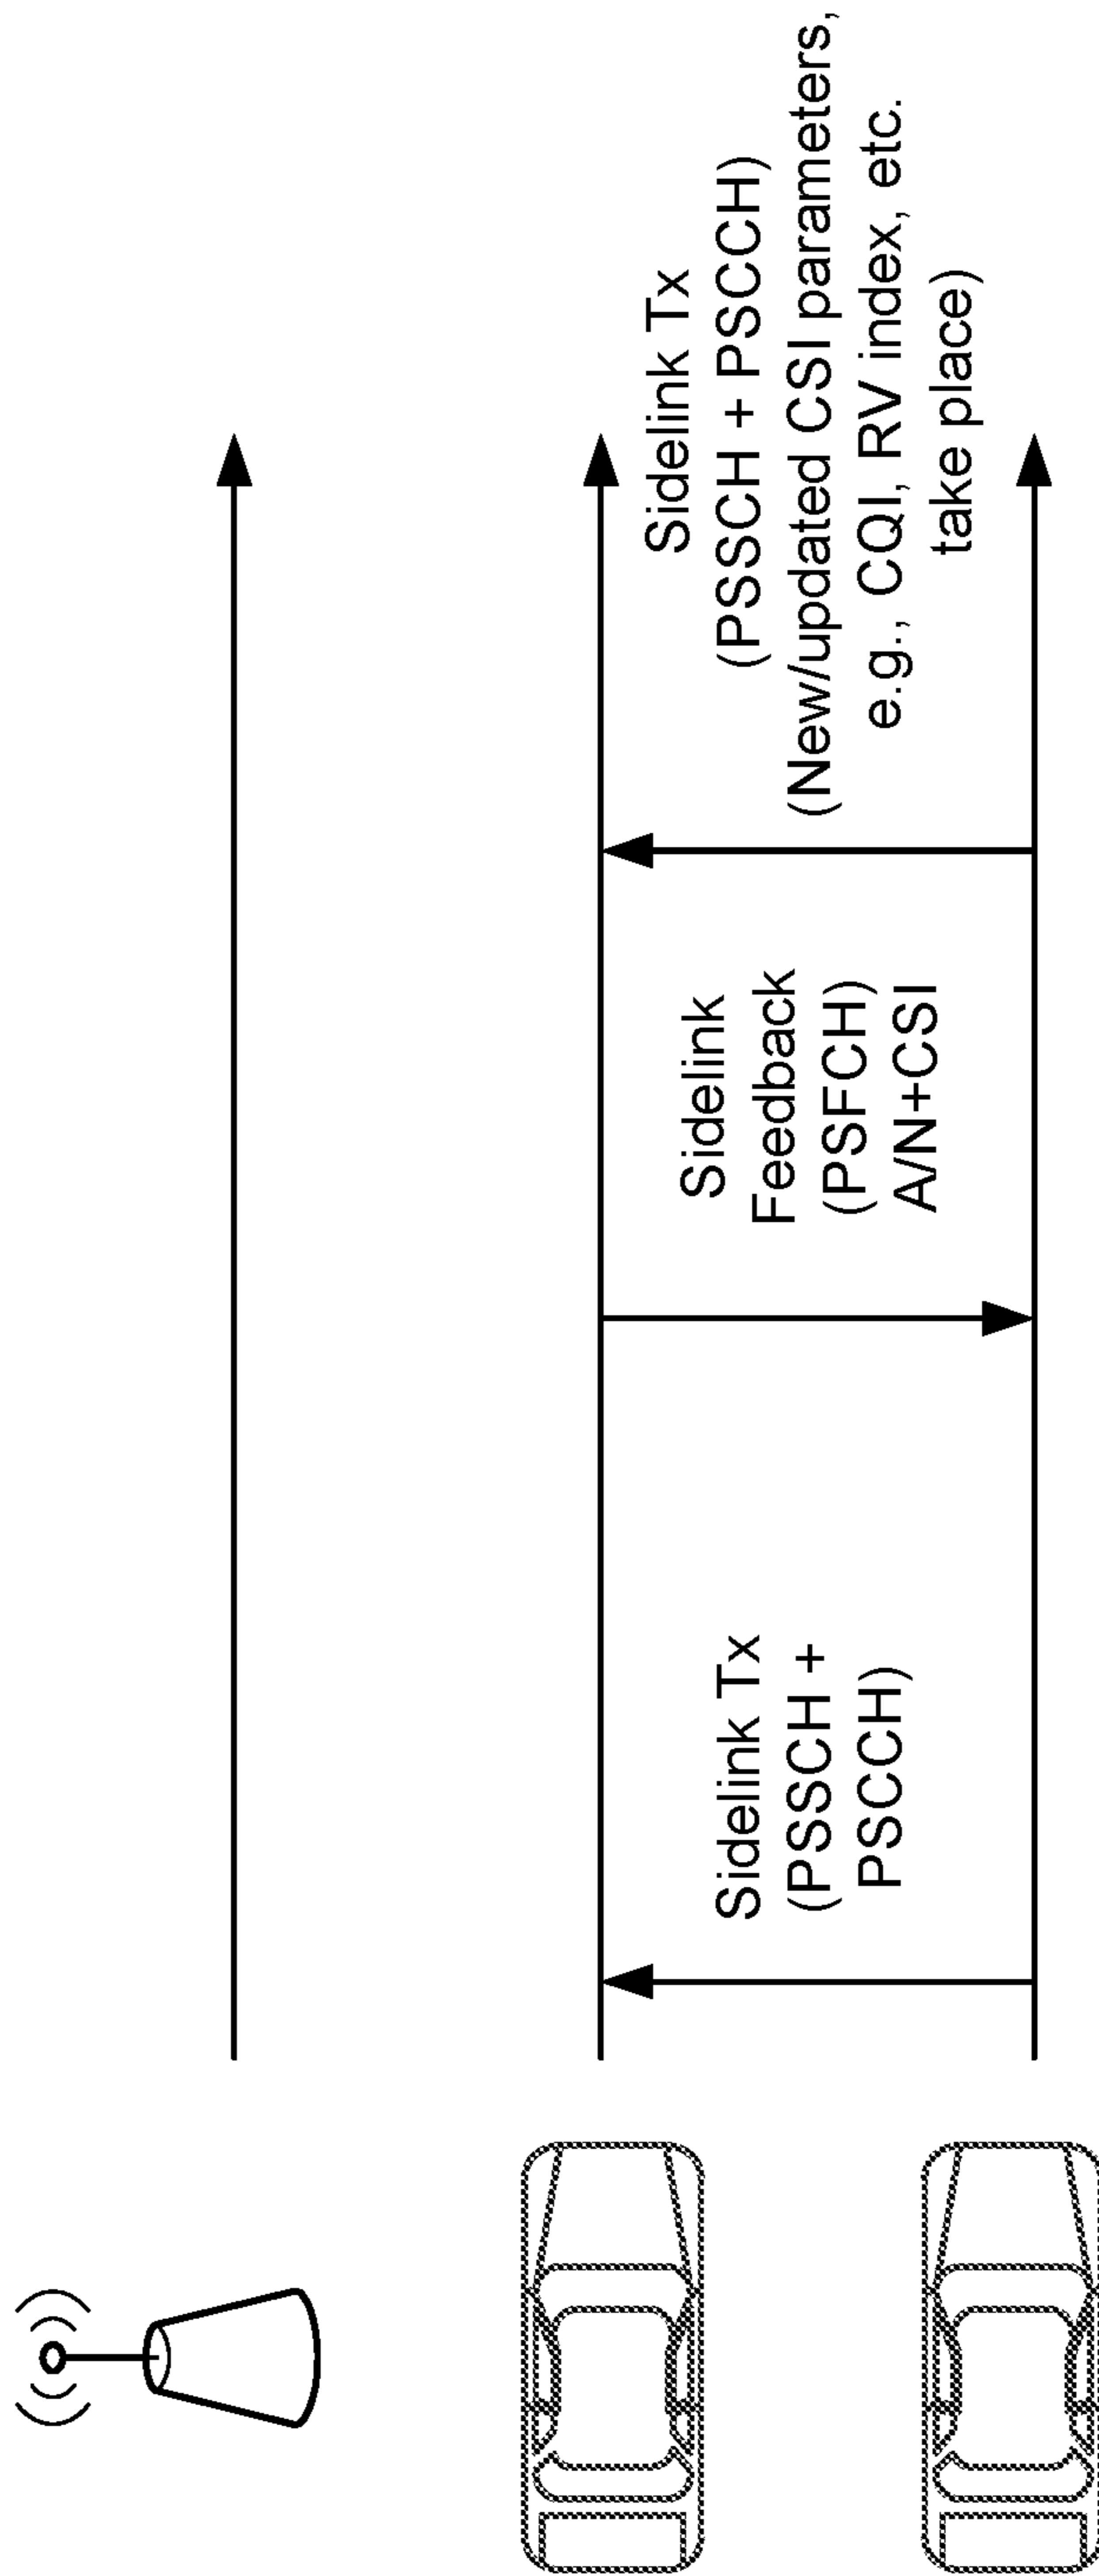 Sidelink Tx
(PSSCH +
PSCCH)
Sidelink
Feedback
(PSFCH)
A/N+CSI
Sidelink Tx
(PSSCH + PSCCH)
(New/updated CSI parameters,
e.g., CQI, RV index, etc.
take place)